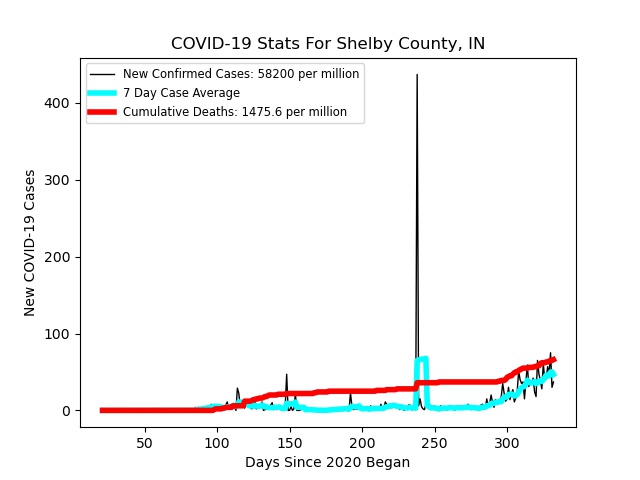 COVID-19 Stats For Shelby County, IN
New Confirmed Cases: 58200 per million
7 Day Case Average
Cumulative Deaths: 1475.6 per million
New COVID-19 Cases
400
300
200
100
0
50 100 150 200 250 300
Days Since 2020 Began